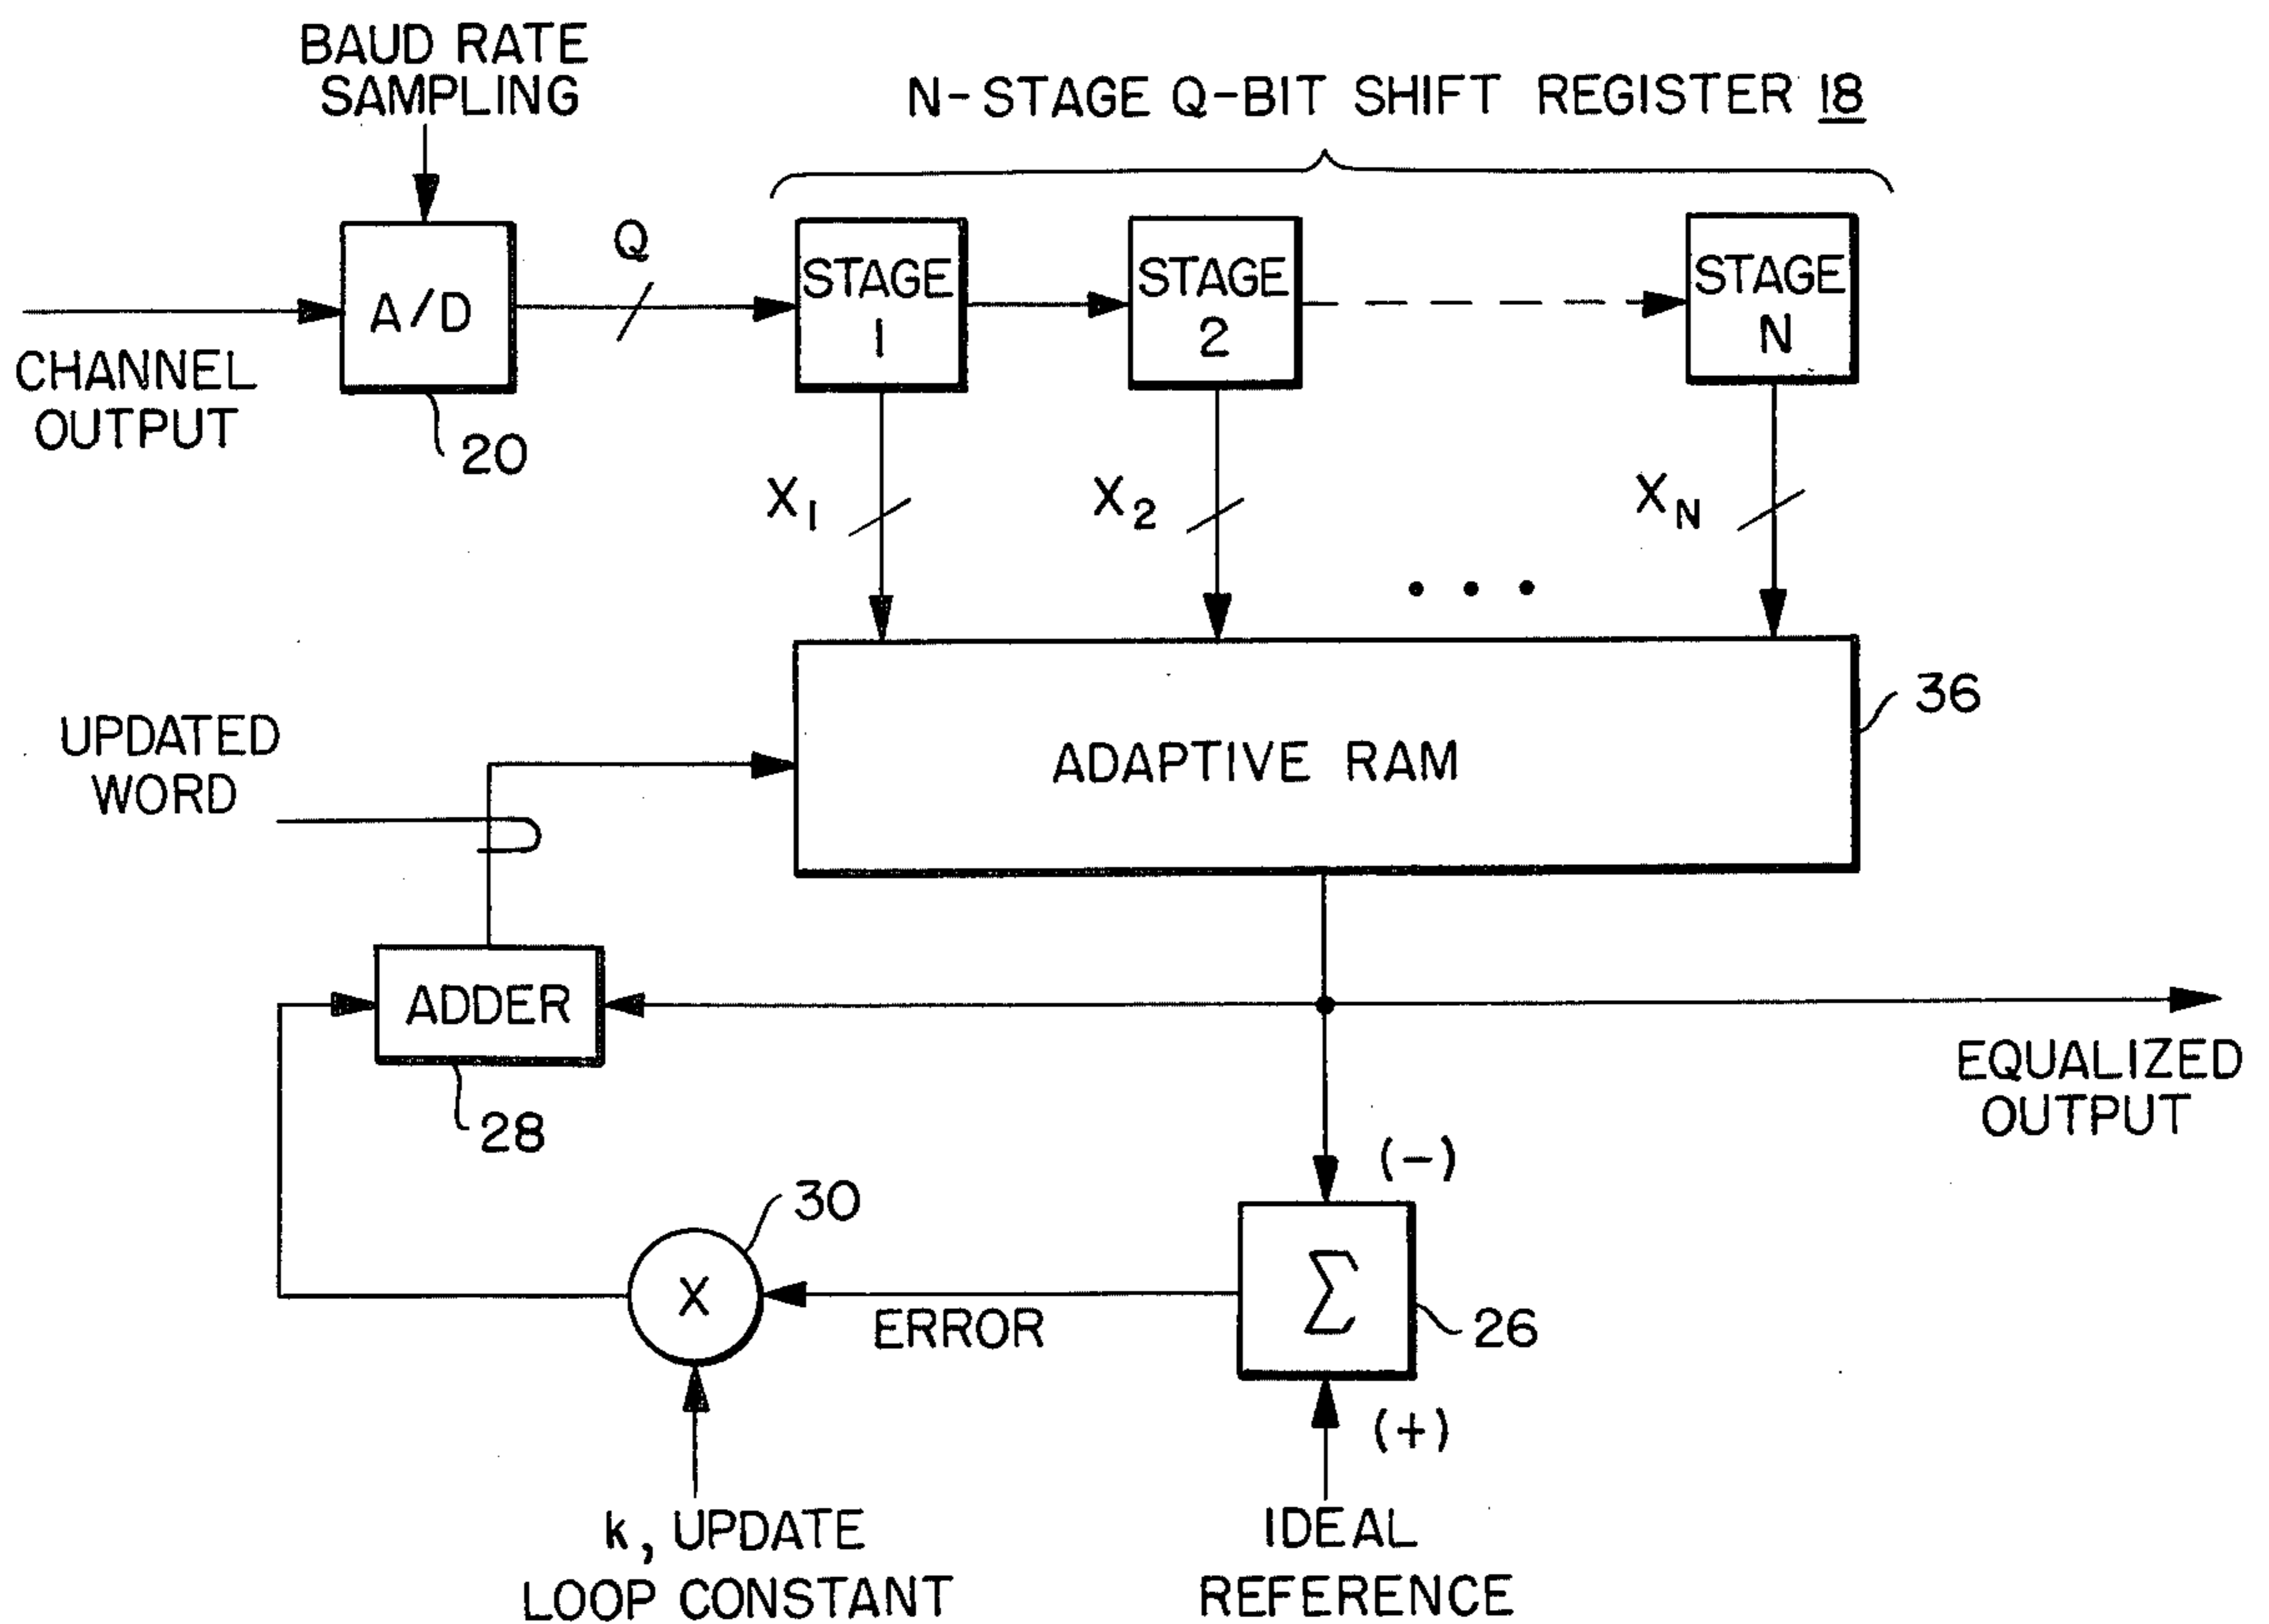 BAUD RATE
SAMPLING
N-STAGE Q-BIT SHIFT REGISTER 18
Q
A/D
STAGE
1
STAGE
2
STAGE
N
CHANNEL
OUTPUT
20
X1
X2
XN
• • •
36
UPDATED
WORD
ADAPTIVE RAM
ADDER
28
EQUALIZED
OUTPUT
(-)
30
X
ERROR
Σ
26
(+)
k, UPDATE
LOOP CONSTANT
IDEAL
REFERENCE